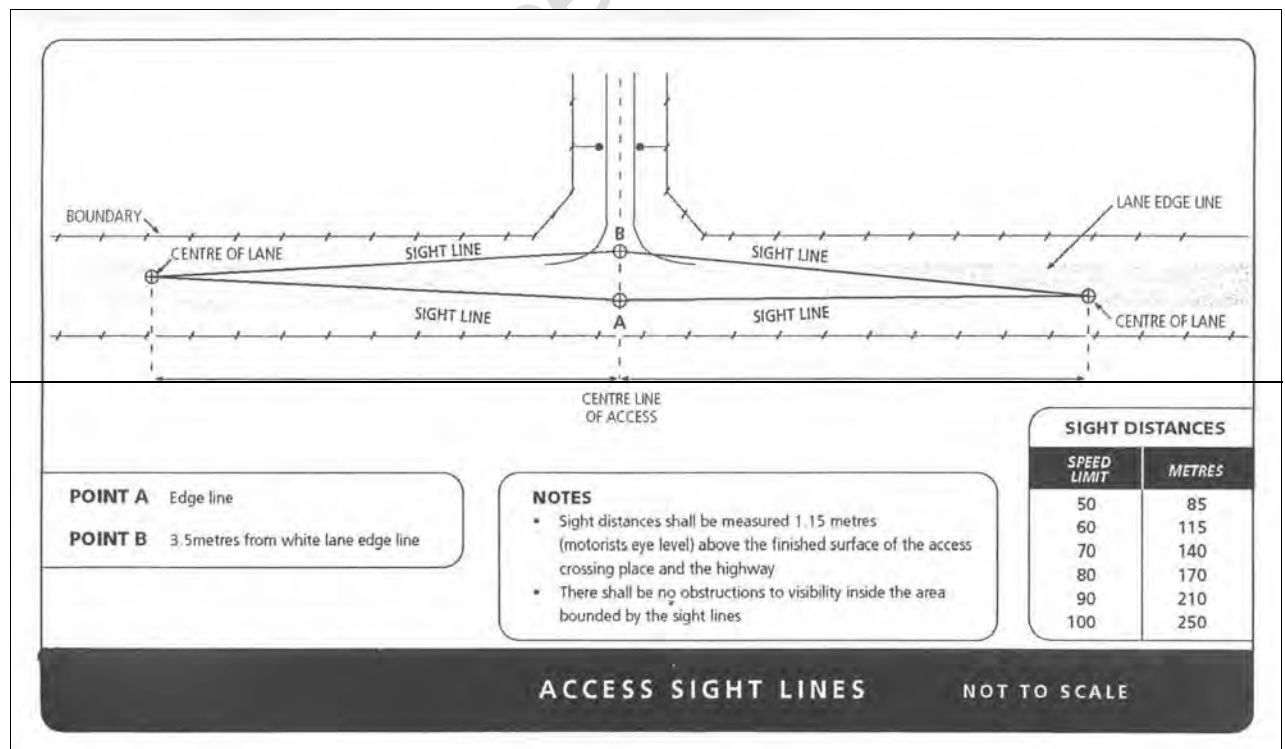 BOUNDARY
LANE EDGE LINE
CENTRE OF LANE
SIGHT LINE
B
SIGHT LINE
SIGHT LINE
A
SIGHT LINE
CENTRE OF LANE
CENTRE LINE
OF ACCESS
POINT A Edge line
POINT B 3.5metres from white lane edge line
NOTES
▪ Sight distances shall be measured 1.15 metres
(motorists eye level) above the finished surface of the access
crossing place and the highway
▪ There shall be no obstructions to visibility inside the area
bounded by the sight lines
SIGHT DISTANCES
SPEED
LIMIT METRES
50 85
60 115
70 140
80 170
90 210
100 250
ACCESS SIGHT LINES NOT TO SCALE